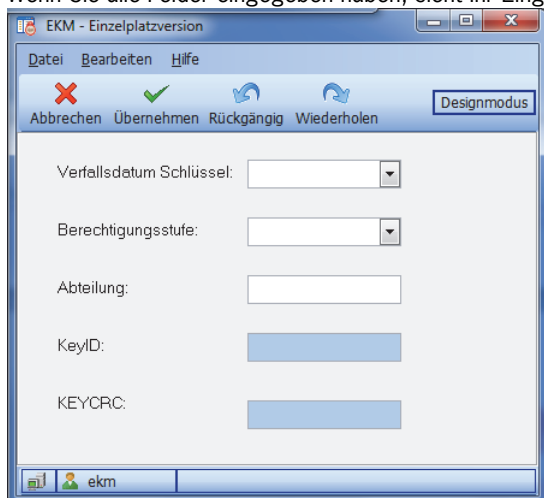 EKM - Einzelplatzversion
Datei Bearbeiten Hilfe
Abbrechen Übernehmen Rückgängig Wiederholen Designmodus
Verfallsdatum Schlüssel:
Berechtigungsstufe:
Abteilung:
KeyID:
KEYCRC:
ekm